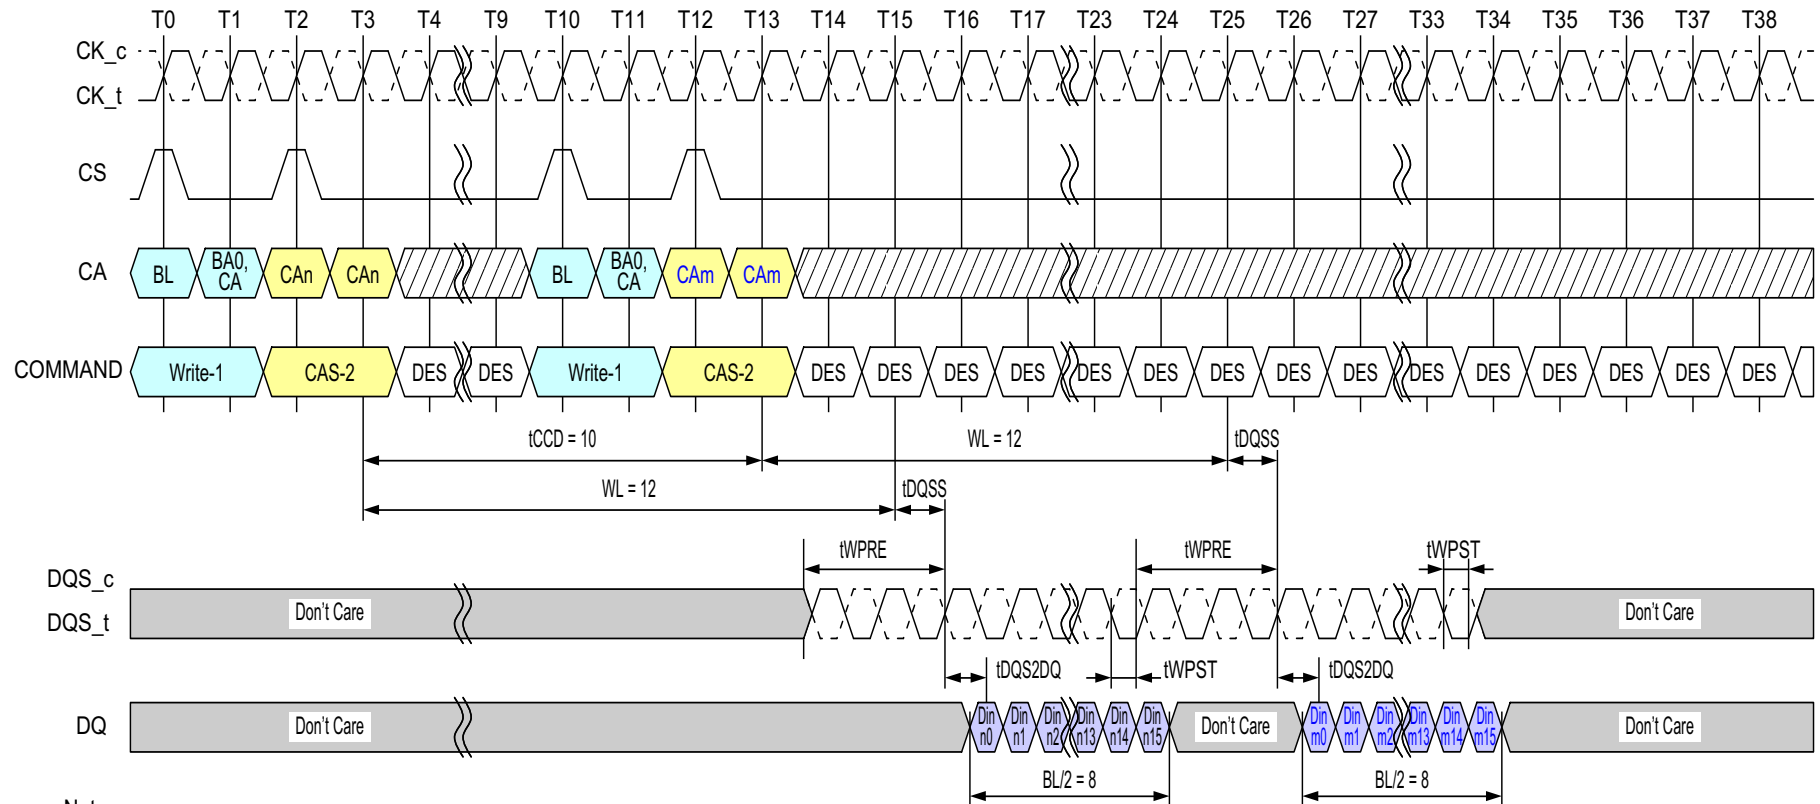 T0 T1 T2 T3 T4 T9 T10 T11 T12 T13 T14 T15 T16 T17 T23 T24 T25 T26 T27 T33 T34 T35 T36 T37 T38
CK_c
CK_t
CS
CA BL BA0, CA CAn CAn BL BA0, CA CAm CAm
COMMAND Write-1 CAS-2 DES DES Write-1 CAS-2 DES DES DES DES DES DES DES DES DES DES DES DES DES DES DES
tCCD = 10 WL = 12 tDQSS
WL = 12 tDQSS
tWPRE tWPRE tWPST
DQS_c
DQS_t Don't Care Don't Care
tDQS2DQ tWPST tDQS2DQ
DQ Don't Care Din n0 Din n1 Din n2 Din n13 Din n14 Din n15 Don't Care Din m0 Din m1 Din m2 Din m13 Din m14 Din m15 Don't Care
BL/2 = 8 BL/2 = 8